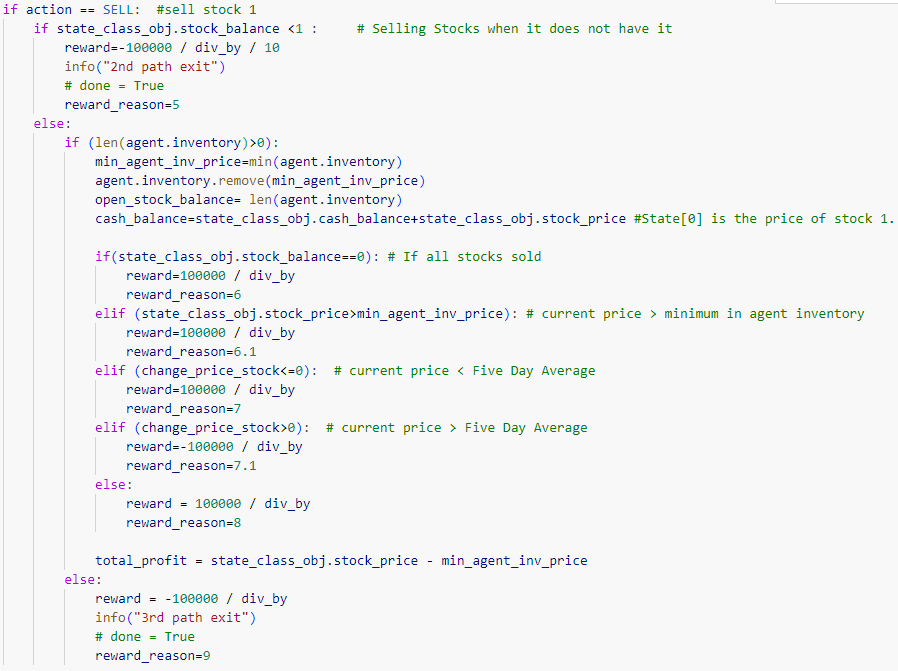 if action == SELL:  #sell stock 1
    if state_class_obj.stock_balance <1 :     # Selling Stocks when it does not have it
        reward=-100000 / div_by / 10
        info("2nd path exit")
        # done = True
        reward_reason=5
    else:
        if (len(agent.inventory)>0):
            min_agent_inv_price=min(agent.inventory)
            agent.inventory.remove(min_agent_inv_price)
            open_stock_balance= len(agent.inventory)
            cash_balance=state_class_obj.cash_balance+state_class_obj.stock_price #State[0] is the price of stock 1.

            if(state_class_obj.stock_balance==0): # If all stocks sold
                reward=100000 / div_by
                reward_reason=6
            elif (state_class_obj.stock_price>min_agent_inv_price): # current price > minimum in agent inventory
                reward=100000 / div_by
                reward_reason=6.1
            elif (change_price_stock<=0):  # current price < Five Day Average
                reward=100000 / div_by
                reward_reason=7
            elif (change_price_stock>0):  # current price > Five Day Average
                reward=-100000 / div_by
                reward_reason=7.1
            else:
                reward = 100000 / div_by
                reward_reason=8

            total_profit = state_class_obj.stock_price - min_agent_inv_price
        else:
            reward = -100000 / div_by
            info("3rd path exit")
            # done = True
            reward_reason=9